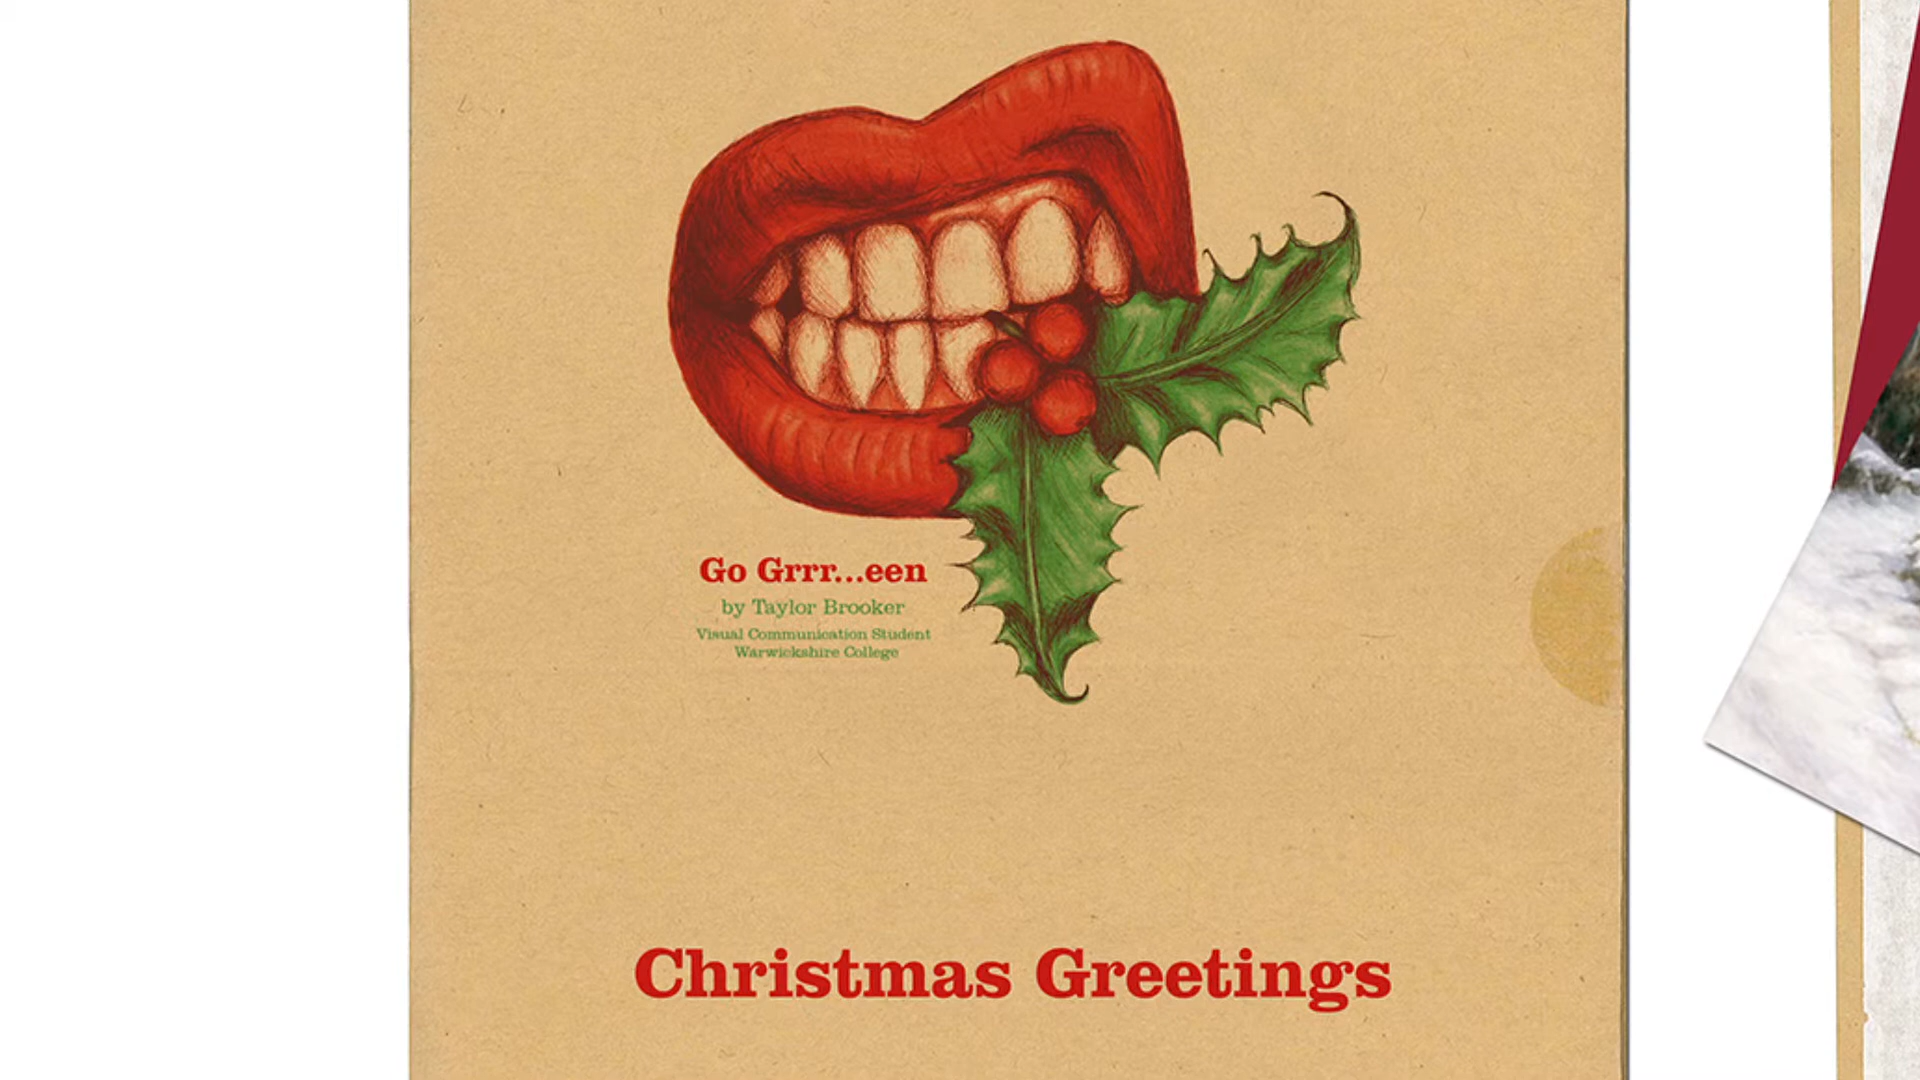 Go Grrr...een
by Taylor Brooker
Visual Communication Student
Warwickshire College
Christmas Greetings